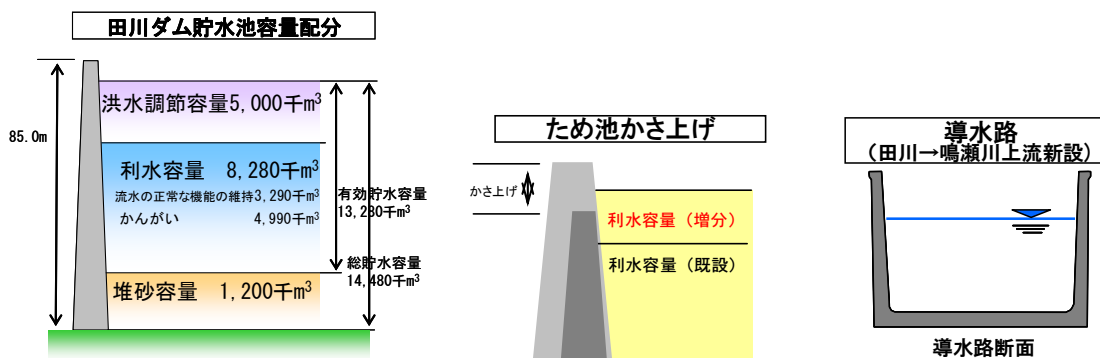 田川ダム貯水池容量配分
85.0m
洪水調節容量5,000千m³
利水容量 8,280千m³
流水の正常な機能の維持3,290千m³
かんがい 4,990千m³
有効貯水容量
13,280千m³
総貯水容量
14,480千m³
堆砂容量 1,200千m³
ため池かさ上げ
かさ上げ
利水容量（増分）
利水容量（既設）
導水路
（田川→鳴瀬川上流新設）
導水路断面